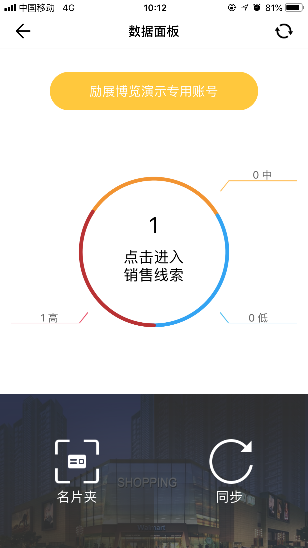 中国移动 4G 10:12 81%
数据面板
励展博览演示专用账号
0 中
1
点击进入
销售线索
1 高 0 低
SHOPPING
名片夹 同步